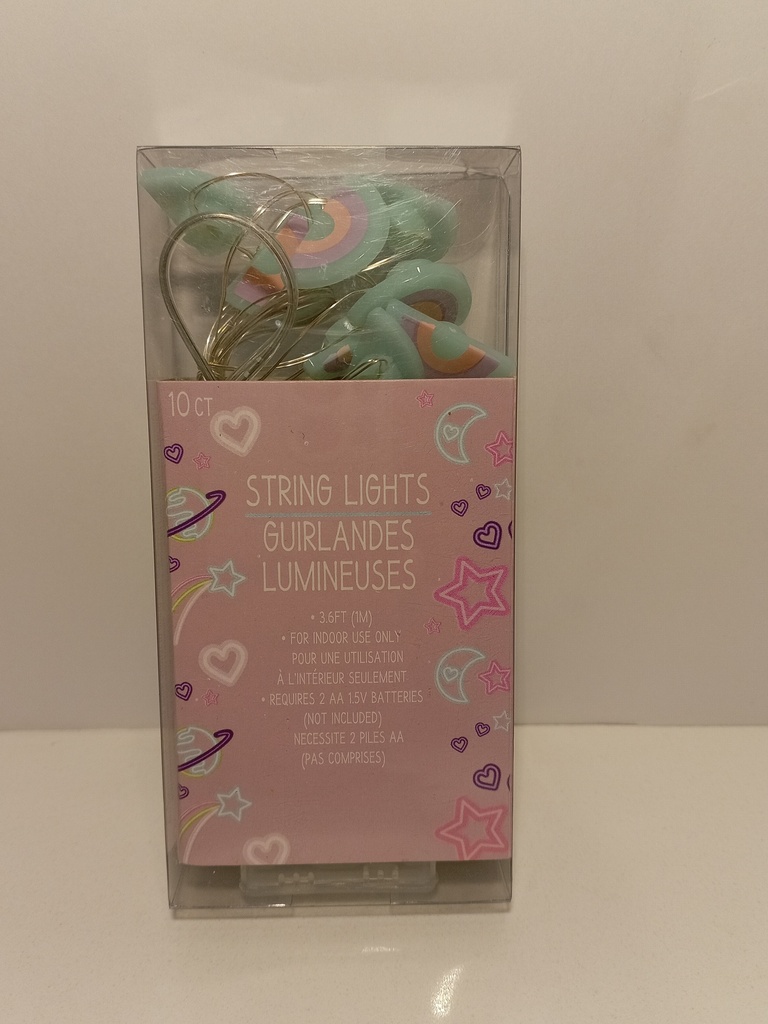 10 CT
STRING LIGHTS
GUIRLANDES
LUMINEUSES
• 3.6FT (1M)
• FOR INDOOR USE ONLY
POUR UNE UTILISATION
À L'INTÉRIEUR SEULEMENT
• REQUIRES 2 AA 1.5V BATTERIES
(NOT INCLUDED)
NECESSITE 2 PILES AA
(PAS COMPRISES)